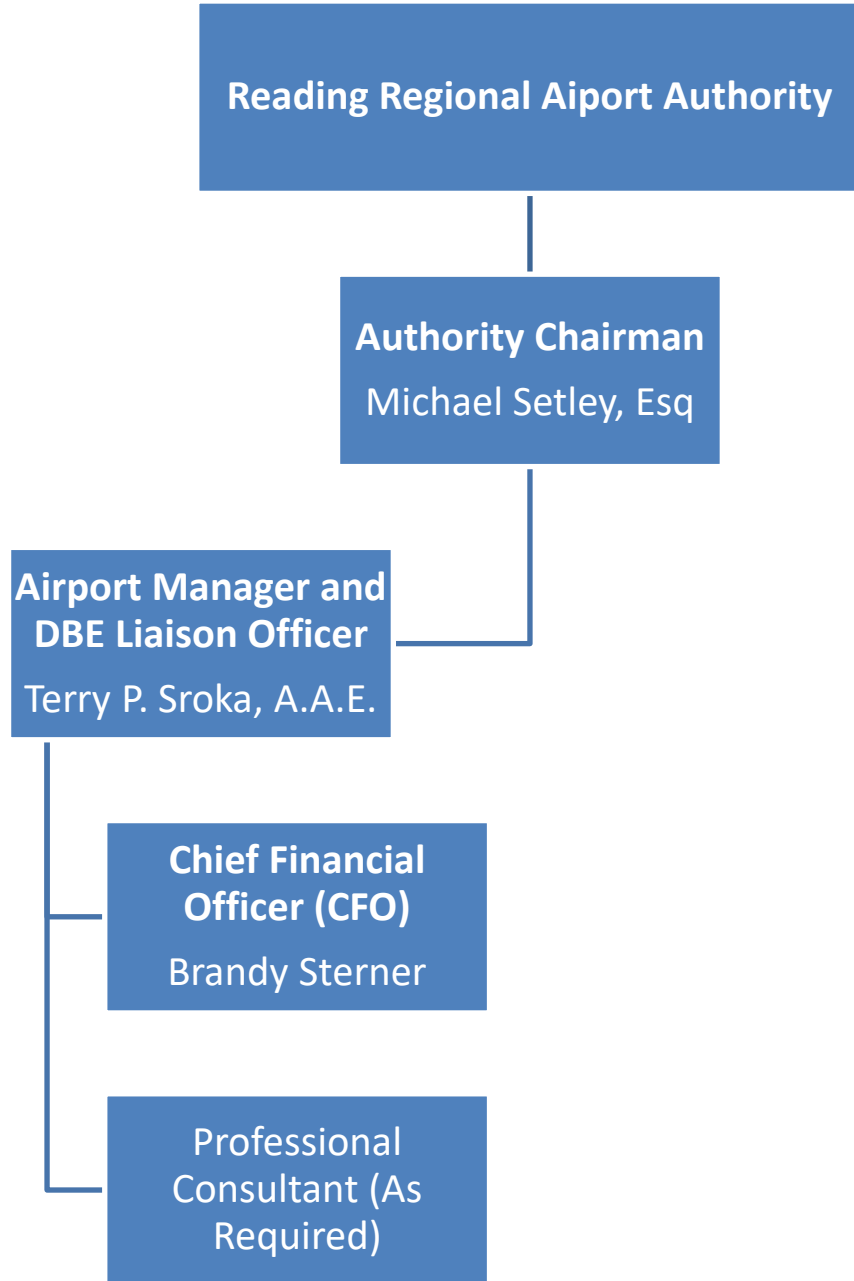 Reading Regional Aiport Authority
Authority Chairman
Michael Setley, Esq
Airport Manager and
DBE Liaison Officer
Terry P. Sroka, A.A.E.
Chief Financial
Officer (CFO)
Brandy Sterner
Professional
Consultant (As
Required)